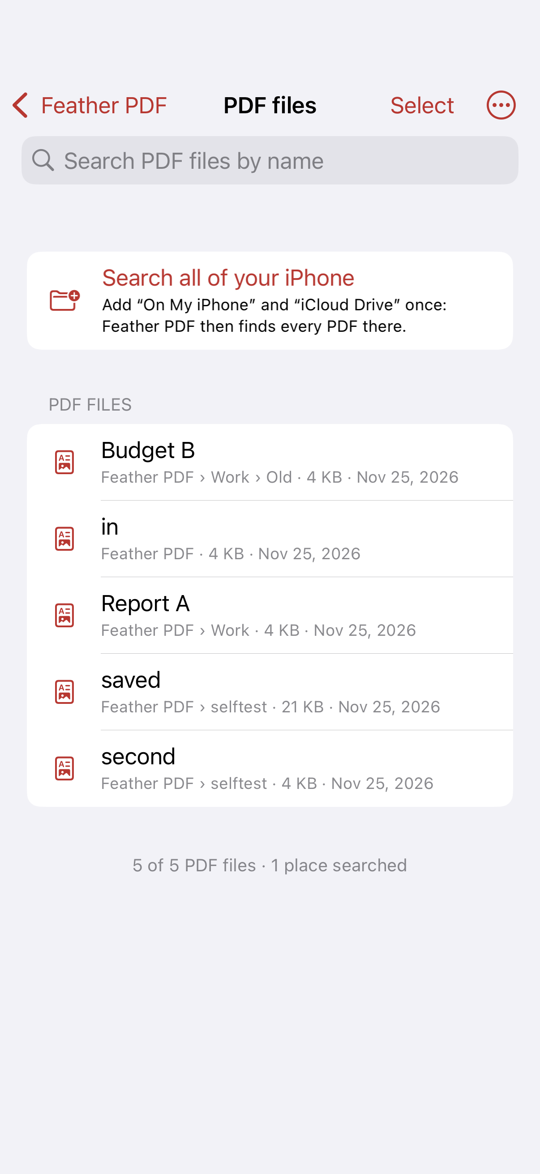 Feather PDF PDF files Select
Search PDF files by name
Search all of your iPhone
Add “On My iPhone” and “iCloud Drive” once:
Feather PDF then finds every PDF there.
PDF FILES
Budget B
Feather PDF › Work › Old · 4 KB · Nov 25, 2026
in
Feather PDF · 4 KB · Nov 25, 2026
Report A
Feather PDF › Work · 4 KB · Nov 25, 2026
saved
Feather PDF › selftest · 21 KB · Nov 25, 2026
second
Feather PDF › selftest · 4 KB · Nov 25, 2026
5 of 5 PDF files · 1 place searched